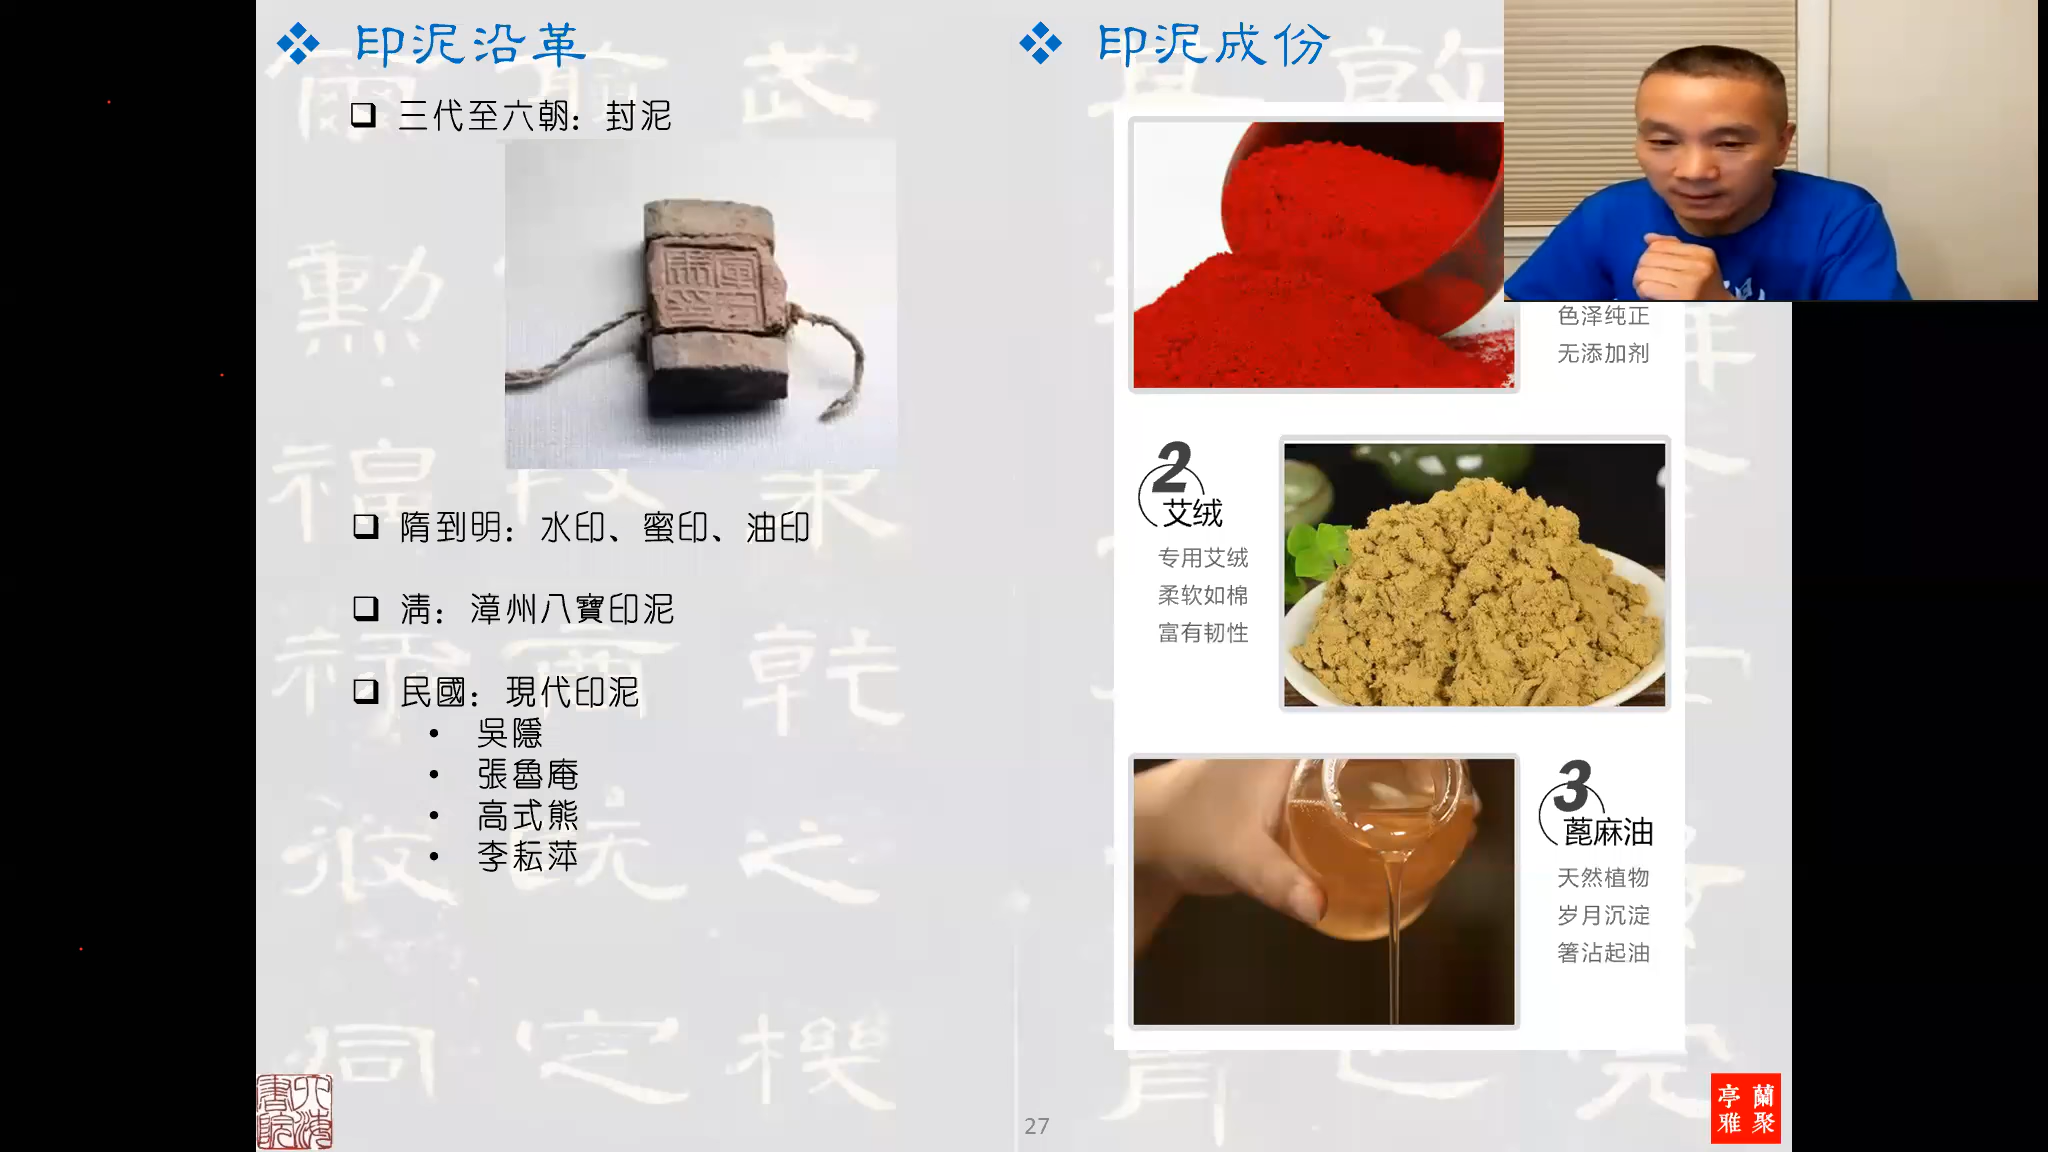 印泥沿革
三代至六朝：封泥
隋到明：水印、蜜印、油印
清：漳州八寶印泥
民國：現代印泥
• 吳隱
• 張魯庵
• 高式熊
• 李耘萍
印泥成份
色泽纯正
无添加剂
2
艾绒
专用艾绒
柔软如棉
富有韧性
3
蓖麻油
天然植物
岁月沉淀
箸沾起油
27
蘭聚
亭雅